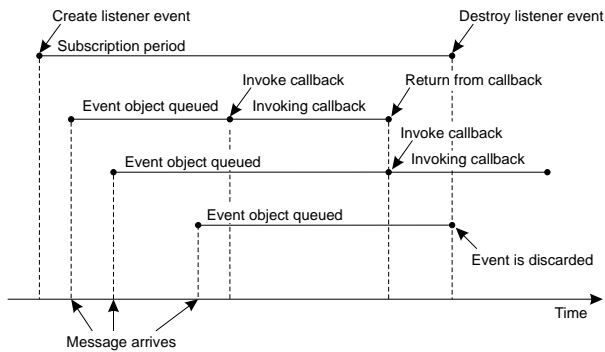 Create listener event
Destroy listener event
Subscription period
Invoke callback
Return from callback
Event object queued
Invoking callback
Invoke callback
Event object queued
Invoking callback
Event object queued
Event is discarded
Time
Message arrives